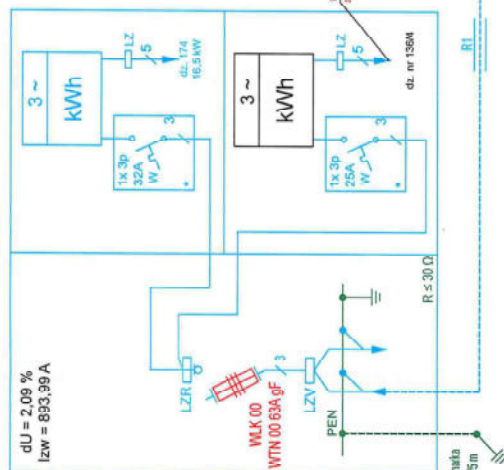 dU = 2,09 %
Izw = 893,99 A
3 ~
kWh
LZ
5
dz. 174
16,5 kW
1x 3p
32A
W
3
*
3 ~
kWh
LZ
5
dz. nr 136/4
1x 3p
25A
W
3
*
LZR
WLK 00
WTN 00 63A gF
3
LZV
PEN
R ≤ 30 Ω
R1